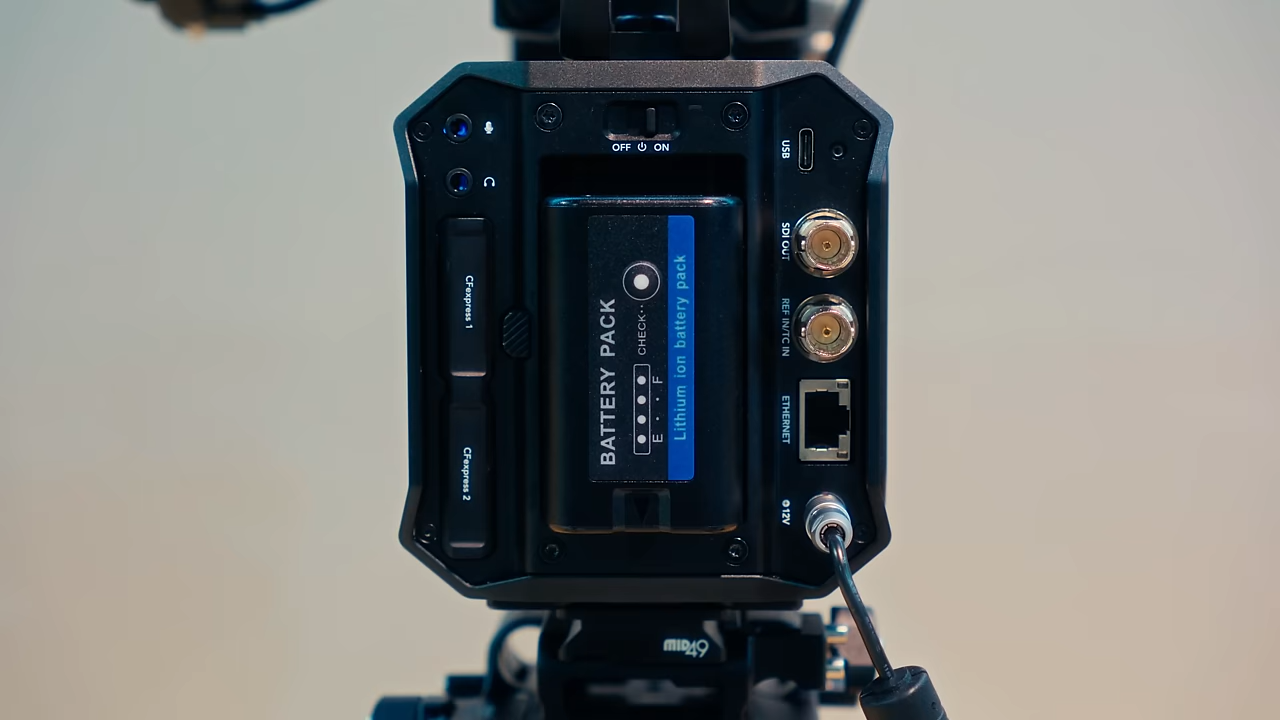 OFF ON
CFexpress 1
CFexpress 2
BATTERY PACK
CHECK··
E · · F
Lithium ion battery pack
USB
SDI OUT
REF IN/TC IN
ETHERNET
12V
MID49